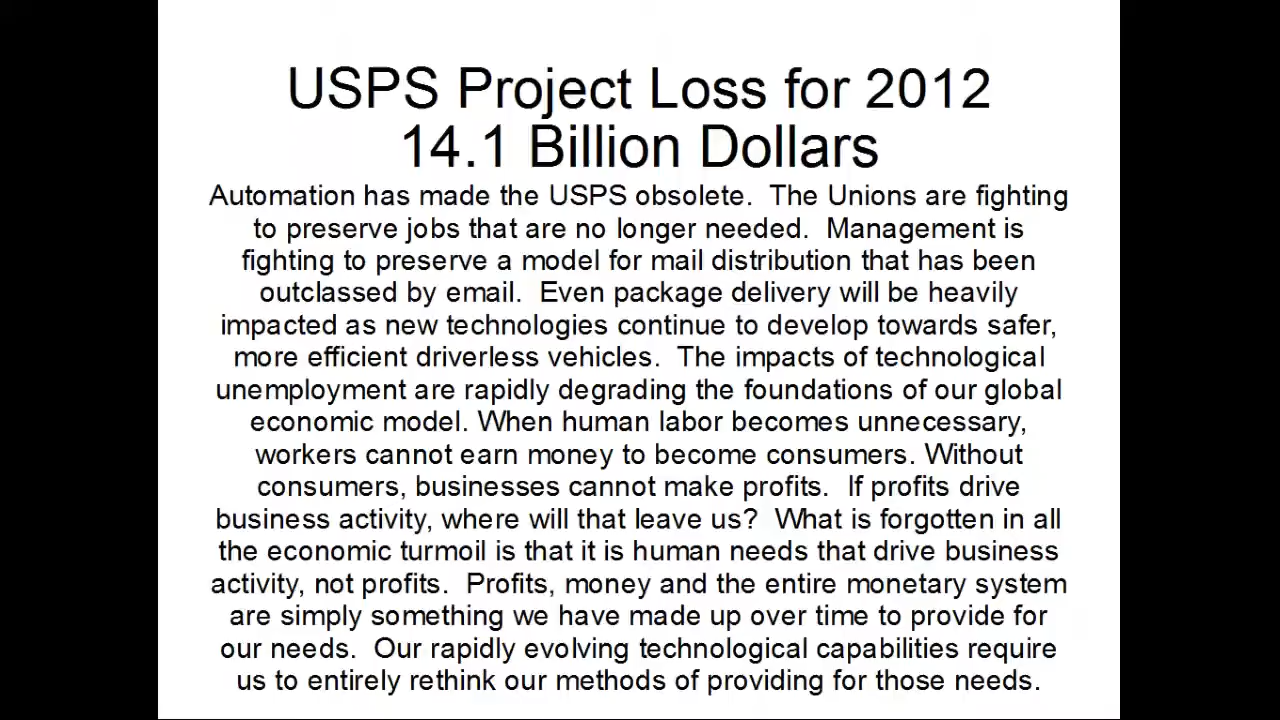 USPS Project Loss for 2012
14.1 Billion Dollars
Automation has made the USPS obsolete.  The Unions are fighting
to preserve jobs that are no longer needed.  Management is
fighting to preserve a model for mail distribution that has been
outclassed by email.  Even package delivery will be heavily
impacted as new technologies continue to develop towards safer,
more efficient driverless vehicles.  The impacts of technological
unemployment are rapidly degrading the foundations of our global
economic model. When human labor becomes unnecessary,
workers cannot earn money to become consumers. Without
consumers, businesses cannot make profits.  If profits drive
business activity, where will that leave us?  What is forgotten in all
the economic turmoil is that it is human needs that drive business
activity, not profits.  Profits, money and the entire monetary system
are simply something we have made up over time to provide for
our needs.  Our rapidly evolving technological capabilities require
us to entirely rethink our methods of providing for those needs.